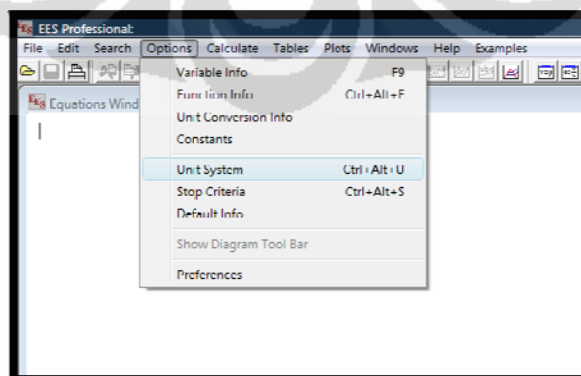 EES Professional:
File Edit Search Options Calculate Tables Plots Windows Help Examples
Equations Wind
Variable Info F9
Function Info Ctrl+Alt+F
Unit Conversion Info
Constants
Unit System Ctrl+Alt+U
Stop Criteria Ctrl+Alt+S
Default Info
Show Diagram Tool Bar
Preferences